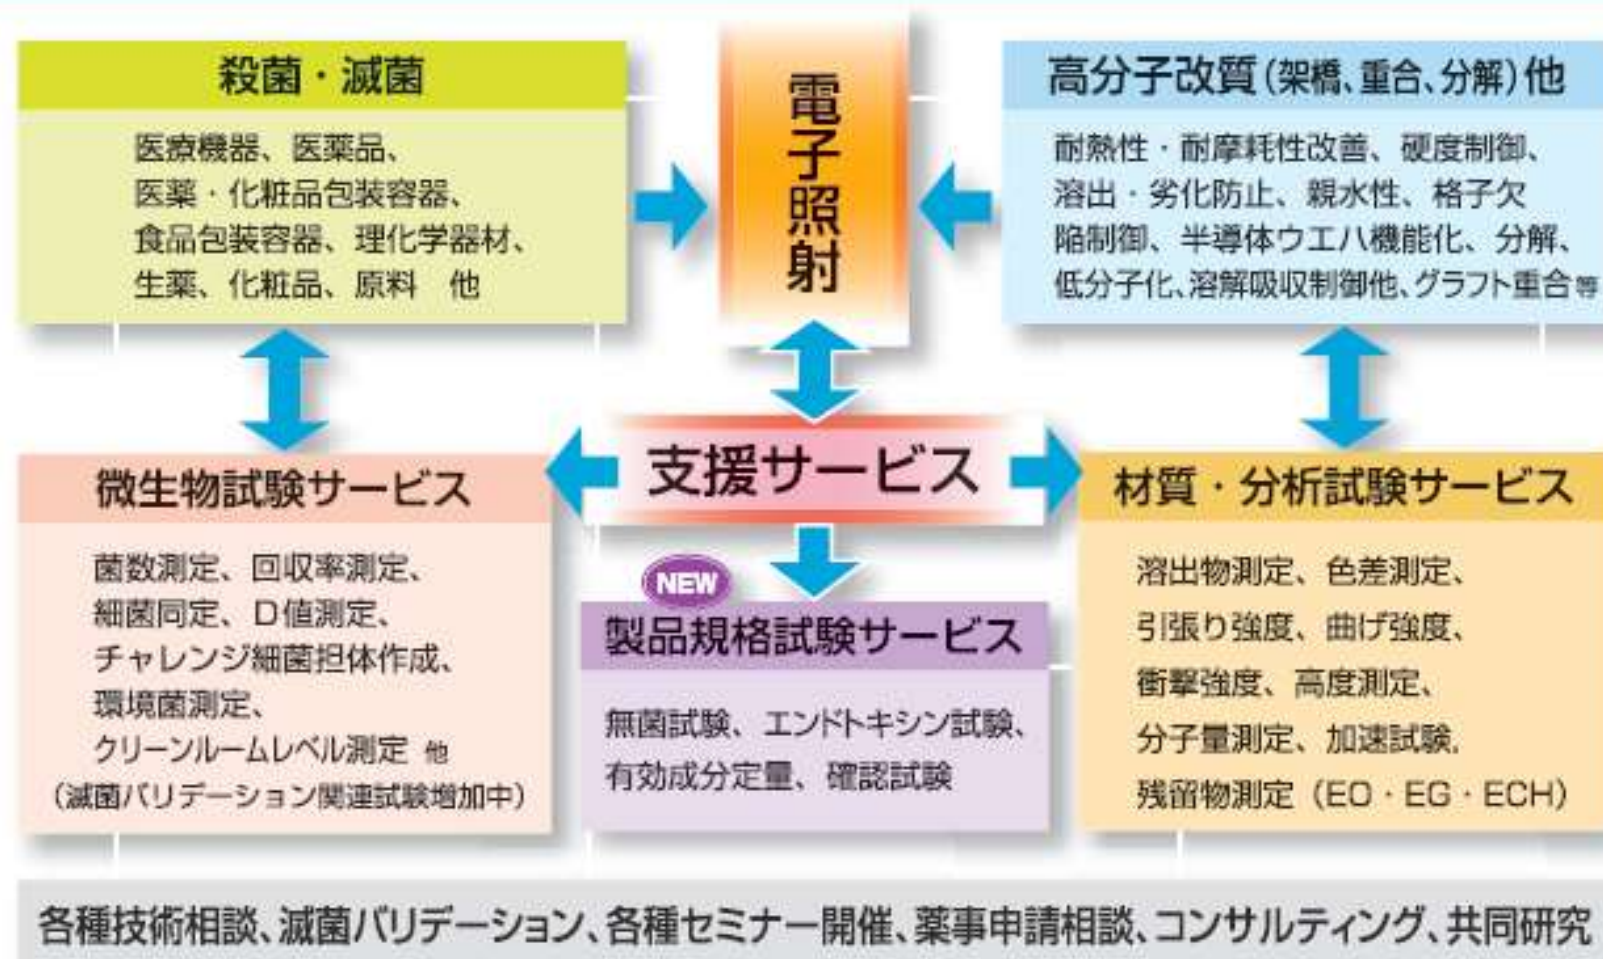 殺菌・滅菌
医療機器、医薬品、
医薬・化粧品包装容器、
食品包装容器、理化学器材、
生薬、化粧品、原料 他
電子照射
高分子改質(架橋、重合、分解)他
耐熱性・耐摩耗性改善、硬度制御、
溶出・劣化防止、親水性、格子欠
陥制御、半導体ウエハ機能化、分解、
低分子化、溶解吸収制御他、グラフト重合等
支援サービス
微生物試験サービス
菌数測定、回収率測定、
細菌同定、D値測定、
チャレンジ細菌担体作成、
環境菌測定、
クリーンルームレベル測定 他
(滅菌バリデーション関連試験増加中)
NEW
製品規格試験サービス
無菌試験、エンドトキシン試験、
有効成分定量、確認試験
材質・分析試験サービス
溶出物測定、色差測定、
引張り強度、曲げ強度、
衝撃強度、高度測定、
分子量測定、加速試験.
残留物測定(EO・EG・ECH)
各種技術相談、滅菌バリデーション、各種セミナー開催、薬事申請相談、コンサルティング、共同研究